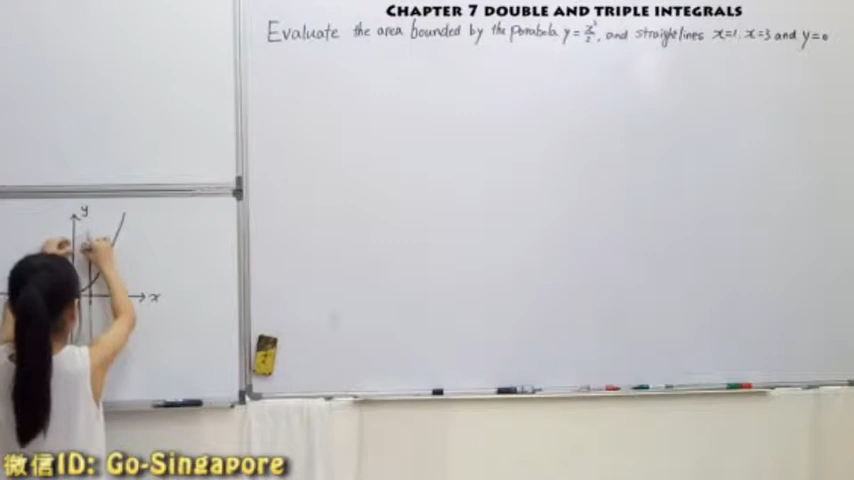 CHAPTER 7 DOUBLE AND TRIPLE INTEGRALS
Evaluate the area bounded by the parabola y = x²/2, and straight lines x=1, x=3 and y=0
y
x
微信ID: Go-Singapore